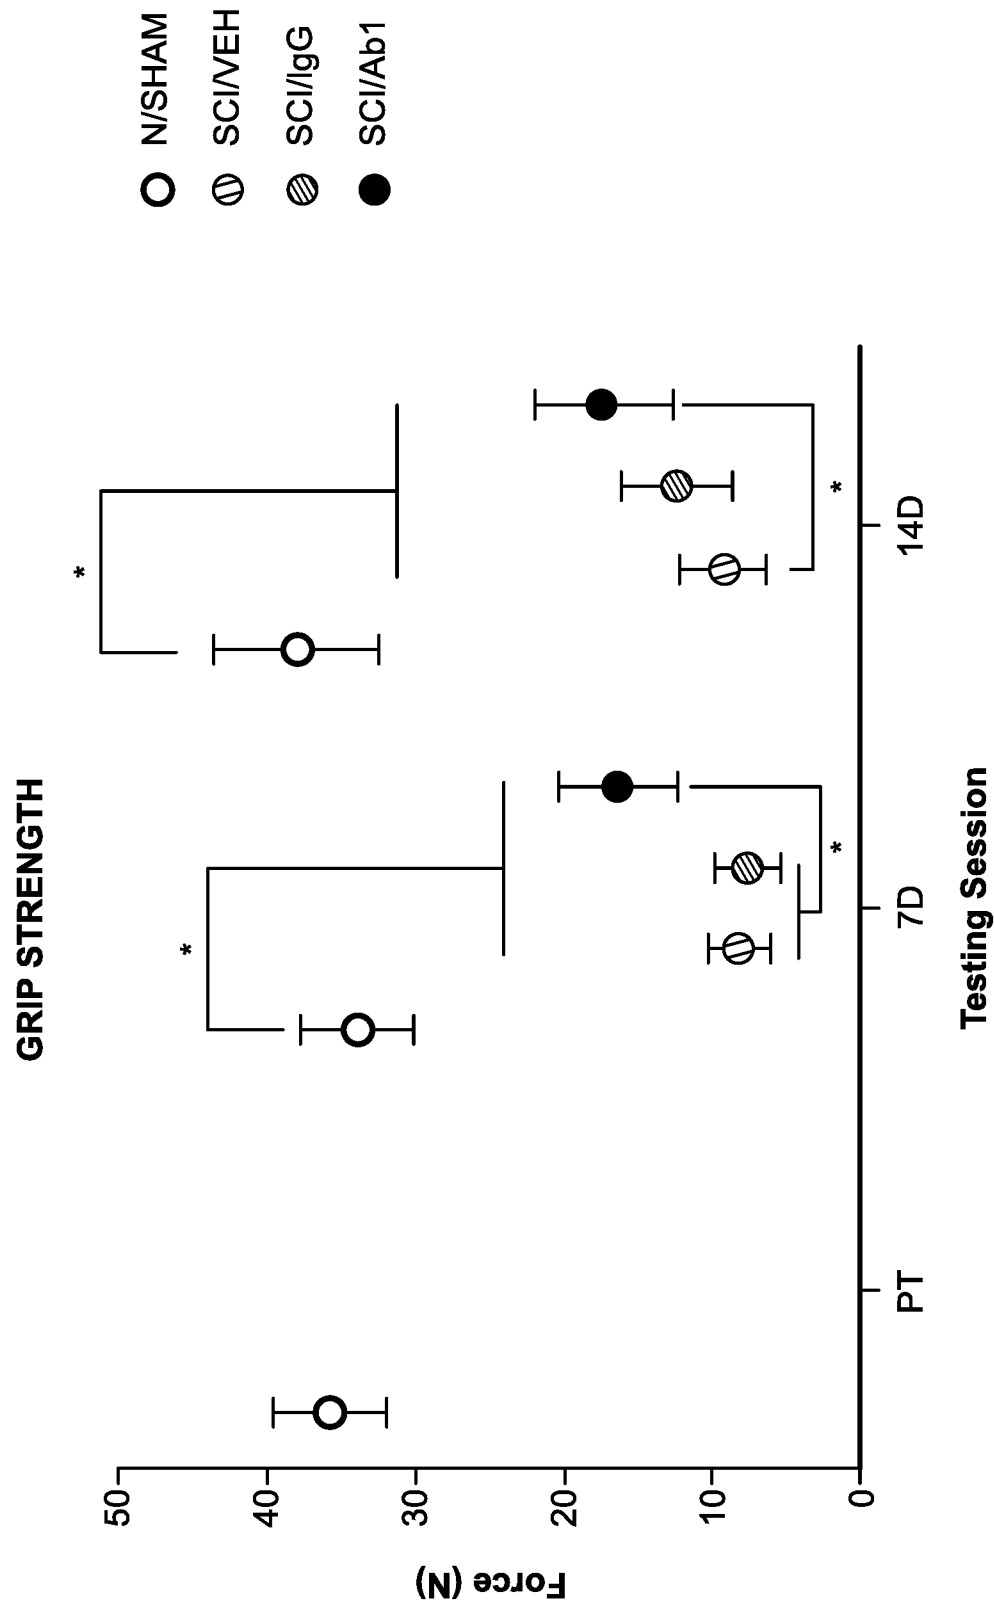 GRIP STRENGTH
Force (N)
50
40
30
20
10
0
*
*
*
*
PT
7D
14D
Testing Session
N/SHAM
SCI/VEH
SCI/IgG
SCI/Ab1